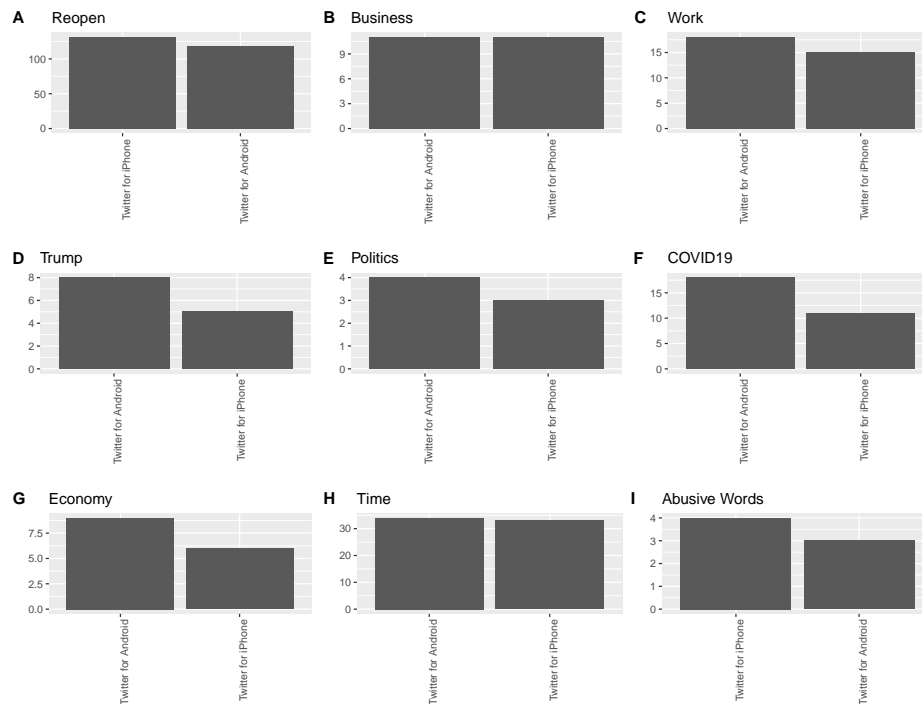 A Reopen
100
50
0
Twitter for iPhone
Twitter for Android
B Business
9
6
3
0
Twitter for Android
Twitter for iPhone
C Work
15
10
5
0
Twitter for Android
Twitter for iPhone
D Trump
8
6
4
2
0
Twitter for Android
Twitter for iPhone
E Politics
4
3
2
1
0
Twitter for Android
Twitter for iPhone
F COVID19
15
10
5
0
Twitter for Android
Twitter for iPhone
G Economy
7.5
5.0
2.5
0.0
Twitter for Android
Twitter for iPhone
H Time
30
20
10
0
Twitter for Android
Twitter for iPhone
I Abusive Words
4
3
2
1
0
Twitter for iPhone
Twitter for Android